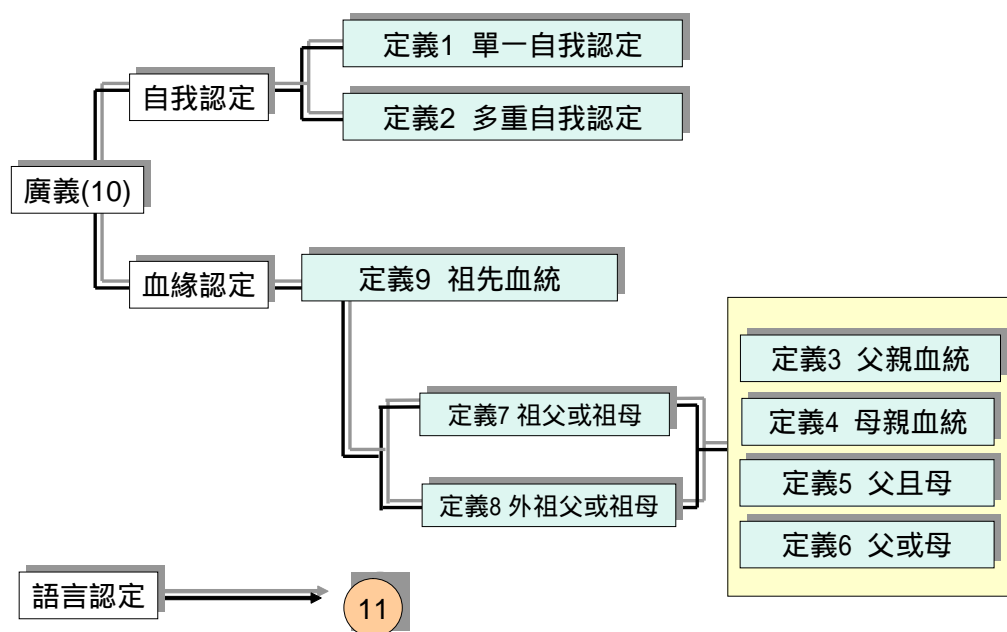 定義1 單一自我認定
自我認定
定義2 多重自我認定
廣義(10)
血緣認定
定義9 祖先血統
定義3 父親血統
定義7 祖父或祖母
定義4 母親血統
定義5 父且母
定義8 外祖父或祖母
定義6 父或母
語言認定
11